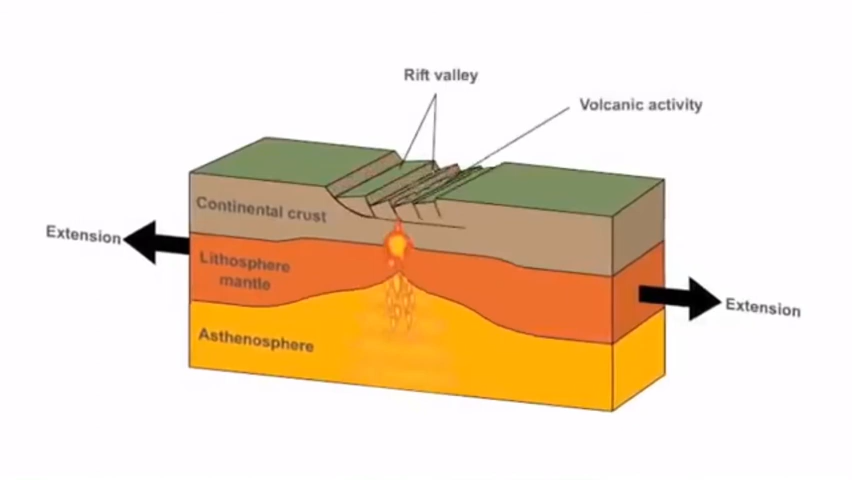 Rift valley
Volcanic activity
Continental crust
Extension
Lithosphere
mantle
Extension
Asthenosphere